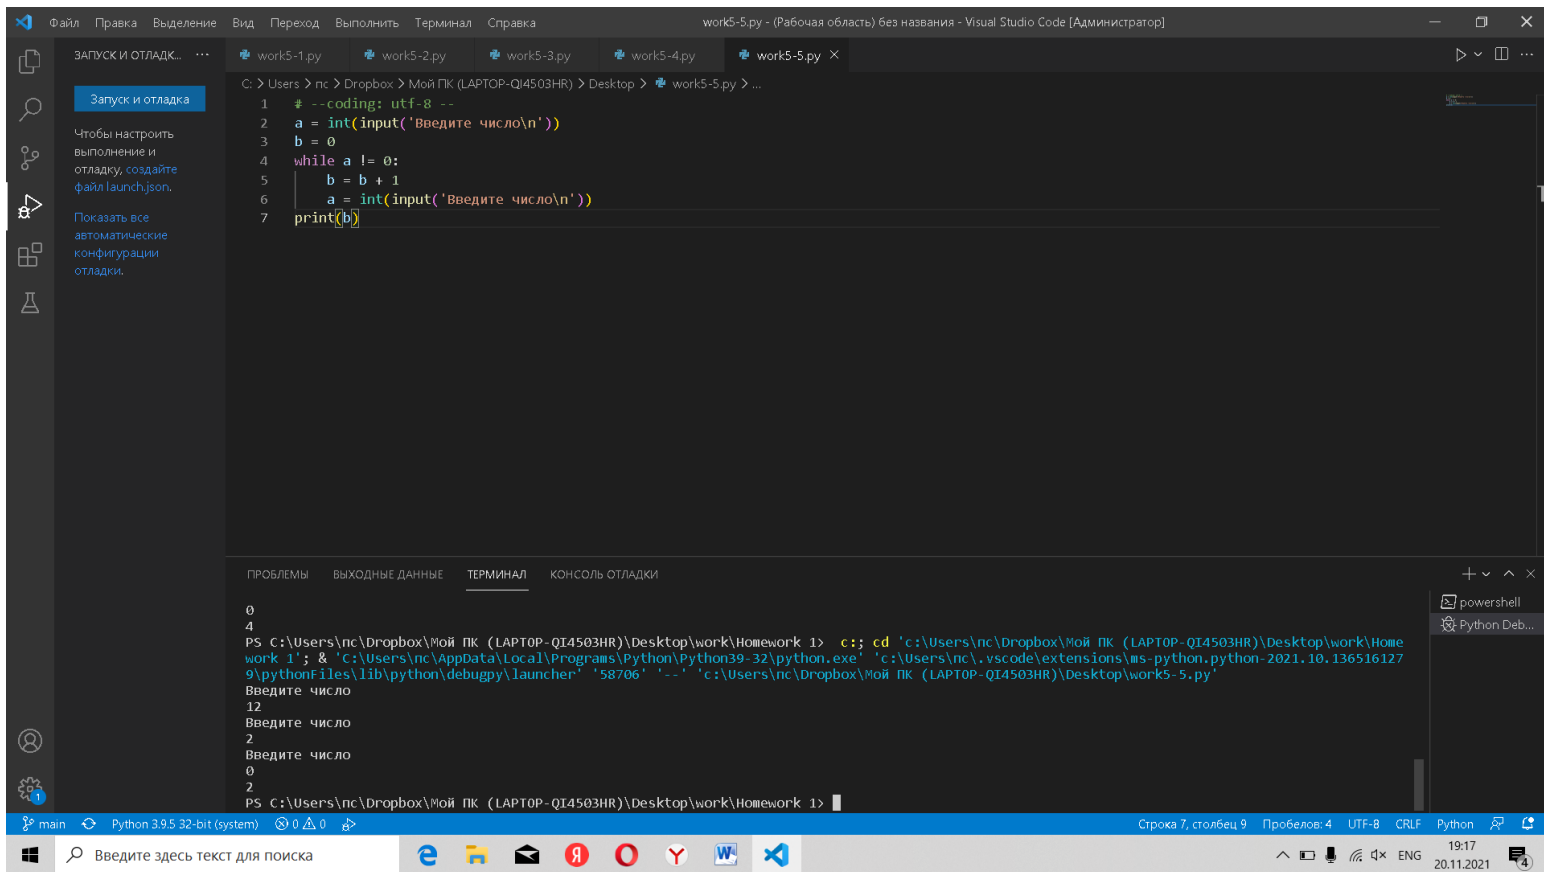 Файл Правка Выделение Вид Переход Выполнить Терминал Справка work5-5.py - (Рабочая область) без названия - Visual Studio Code [Администратор]
ЗАПУСК И ОТЛАДК... ··· work5-1.py work5-2.py work5-3.py work5-4.py work5-5.py
C: > Users > пс > Dropbox > Мой ПК (LAPTOP-QI4503HR) > Desktop > work5-5.py > ...
Запуск и отладка
Чтобы настроить
выполнение и
отладку, создайте
файл launch.json.
Показать все
автоматические
конфигурации
отладки.
1 # --coding: utf-8 --
2 a = int(input('Введите число\n'))
3 b = 0
4 while a != 0:
5 b = b + 1
6 a = int(input('Введите число\n'))
7 print(b)
ПРОБЛЕМЫ ВЫХОДНЫЕ ДАННЫЕ ТЕРМИНАЛ КОНСОЛЬ ОТЛАДКИ
powershell
Python Deb...
0
4
PS C:\Users\пс\Dropbox\Мой ПК (LAPTOP-QI4503HR)\Desktop\work\Homework 1> c:; cd 'c:\Users\пс\Dropbox\Мой ПК (LAPTOP-QI4503HR)\Desktop\work\Home
work 1'; & 'C:\Users\пс\AppData\Local\Programs\Python\Python39-32\python.exe' 'c:\Users\пс\.vscode\extensions\ms-python.python-2021.10.136516127
9\pythonFiles\lib\python\debugpy\launcher' '58706' '--' 'c:\Users\пс\Dropbox\Мой ПК (LAPTOP-QI4503HR)\Desktop\work5-5.py'
Введите число
12
Введите число
2
Введите число
0
2
PS C:\Users\пс\Dropbox\Мой ПК (LAPTOP-QI4503HR)\Desktop\work\Homework 1>
1
main Python 3.9.5 32-bit (system) 0 0 Строка 7, столбец 9 Пробелов: 4 UTF-8 CRLF Python
Введите здесь текст для поиска ENG 19:17
20.11.2021 4